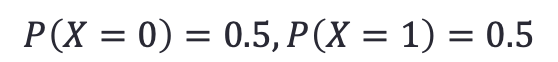 P(X = 0) = 0.5, P(X = 1) = 0.5